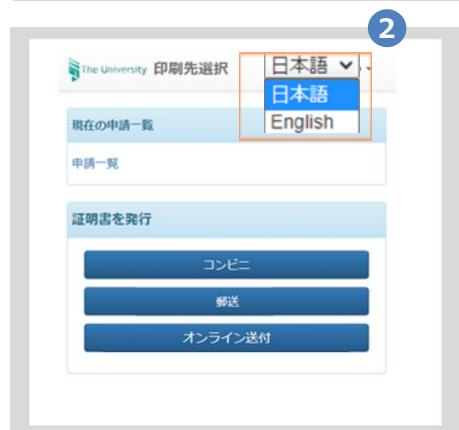 2
The University 印刷先選択 日本語
日本語
English
現在の申請一覧
申請一覧
証明書を発行
コンビニ
郵送
オンライン送付